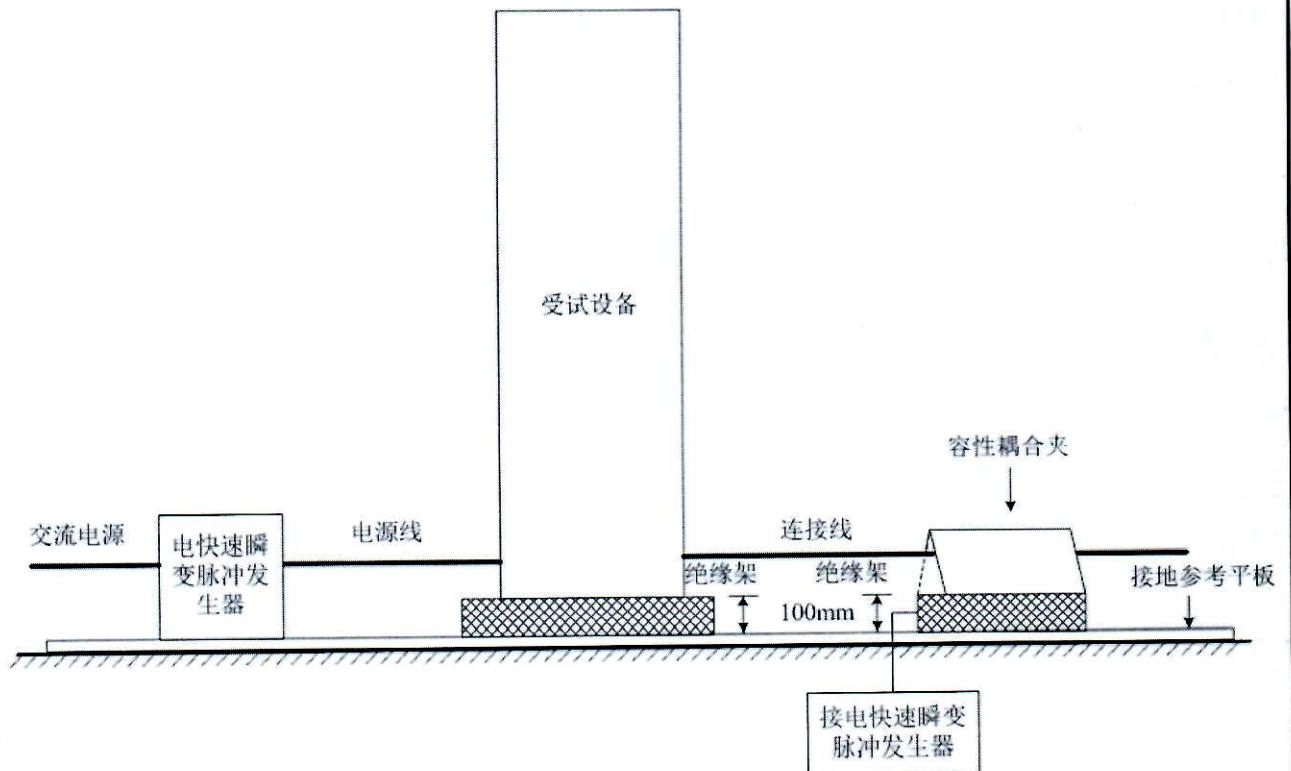 受试设备
容性耦合夹
交流电源
电快速瞬
变脉冲发
生器
电源线
连接线
绝缘架
绝缘架
100mm
接地参考平板
接电快速瞬变
脉冲发生器